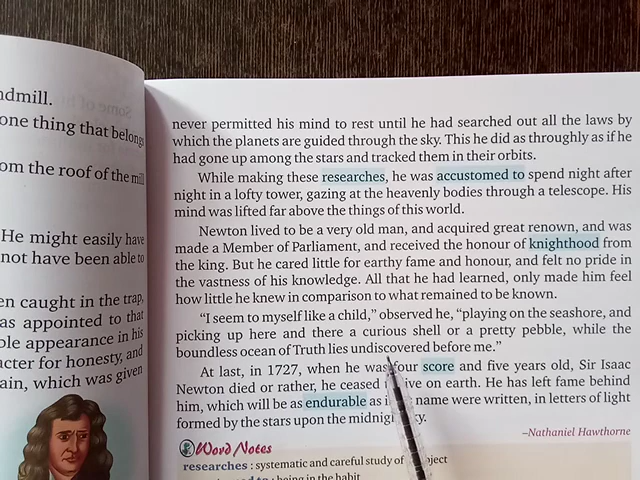 ndmill.
one thing that belongs
om the roof of the mill
He might easily have
not have been able to
en caught in the trap,
as appointed to that
ble appearance in his
acter for honesty, and
ain, which was given
never permitted his mind to rest until he had searched out all the laws by
which the planets are guided through the sky. This he did as throughly as if he
had gone up among the stars and tracked them in their orbits.
While making these researches, he was accustomed to spend night after
night in a lofty tower, gazing at the heavenly bodies through a telescope. His
mind was lifted far above the things of this world.
Newton lived to be a very old man, and acquired great renown, and was
made a Member of Parliament, and received the honour of knighthood from
the king. But he cared little for earthy fame and honour, and felt no pride in
the vastness of his knowledge. All that he had learned, only made him feel
how little he knew in comparison to what remained to be known.
“I seem to myself like a child,” observed he, “playing on the seashore, and
picking up here and there a curious shell or a pretty pebble, while the
boundless ocean of Truth lies undiscovered before me.”
At last, in 1727, when he was four score and five years old, Sir Isaac
Newton died or rather, he ceased live on earth. He has left fame behind
him, which will be as endurable as name were written, in letters of light
formed by the stars upon the midnight
–Nathaniel Hawthorne
Word Notes
researches : systematic and careful study of
: being in the habit